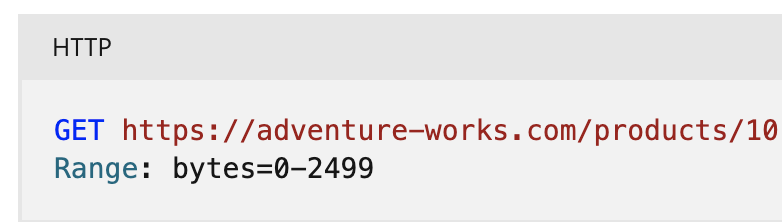 HTTP
GET https://adventure-works.com/products/10
Range: bytes=0-2499